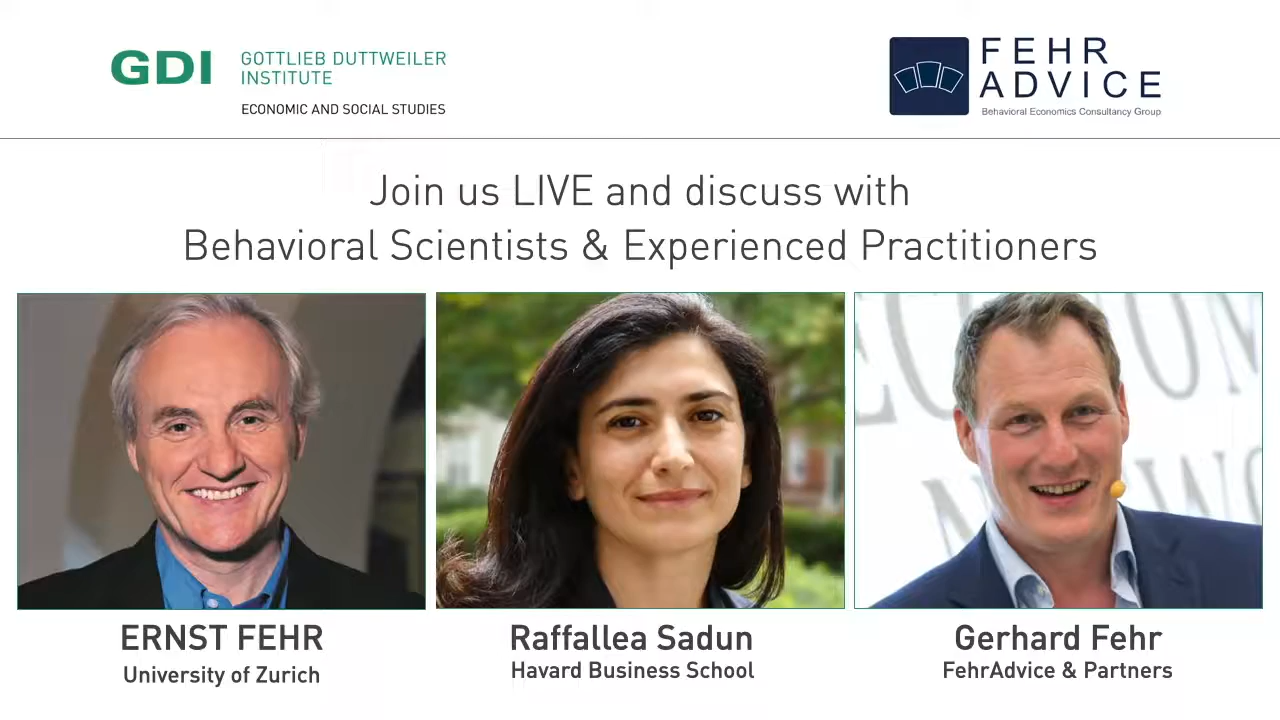 GDI
GOTTLIEB DUTTWEILER
INSTITUTE
ECONOMIC AND SOCIAL STUDIES
FEHR
ADVICE
Behavioral Economics Consultancy Group
Join us LIVE and discuss with
Behavioral Scientists & Experienced Practitioners
ERNST FEHR
University of Zurich
Raffallea Sadun
Havard Business School
Gerhard Fehr
FehrAdvice & Partners